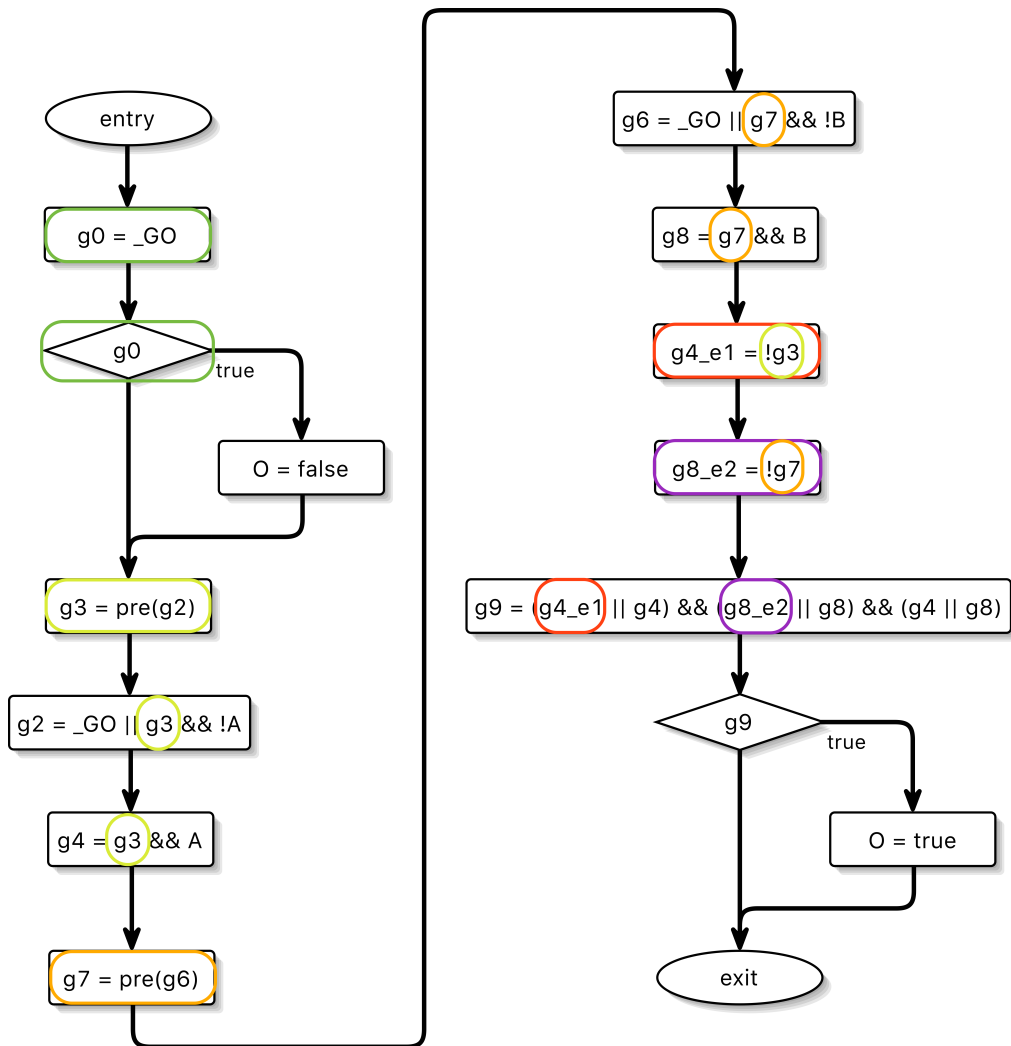 entry
g0 = _GO
g0
true
O = false
g3 = pre(g2)
g2 = _GO || g3 && !A
g4 = g3 && A
g7 = pre(g6)
g6 = _GO || g7 && !B
g8 = g7 && B
g4_e1 = !g3
g8_e2 = !g7
g9 = (g4_e1 || g4) && (g8_e2 || g8) && (g4 || g8)
g9
true
O = true
exit